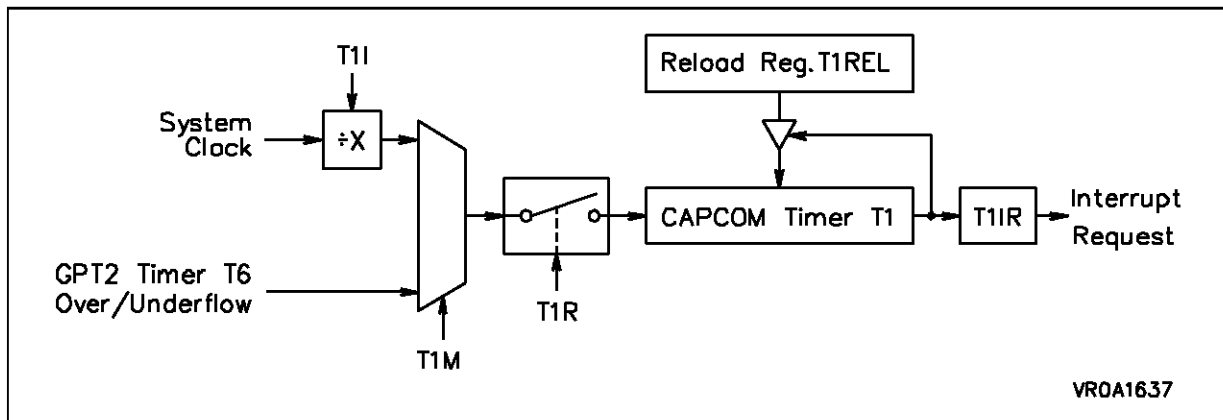 T1I
Reload Reg.T1REL
System
Clock
÷X
CAPCOM Timer T1
T1IR
Interrupt
Request
GPT2 Timer T6
Over/Underflow
T1R
T1M
VR0A1637